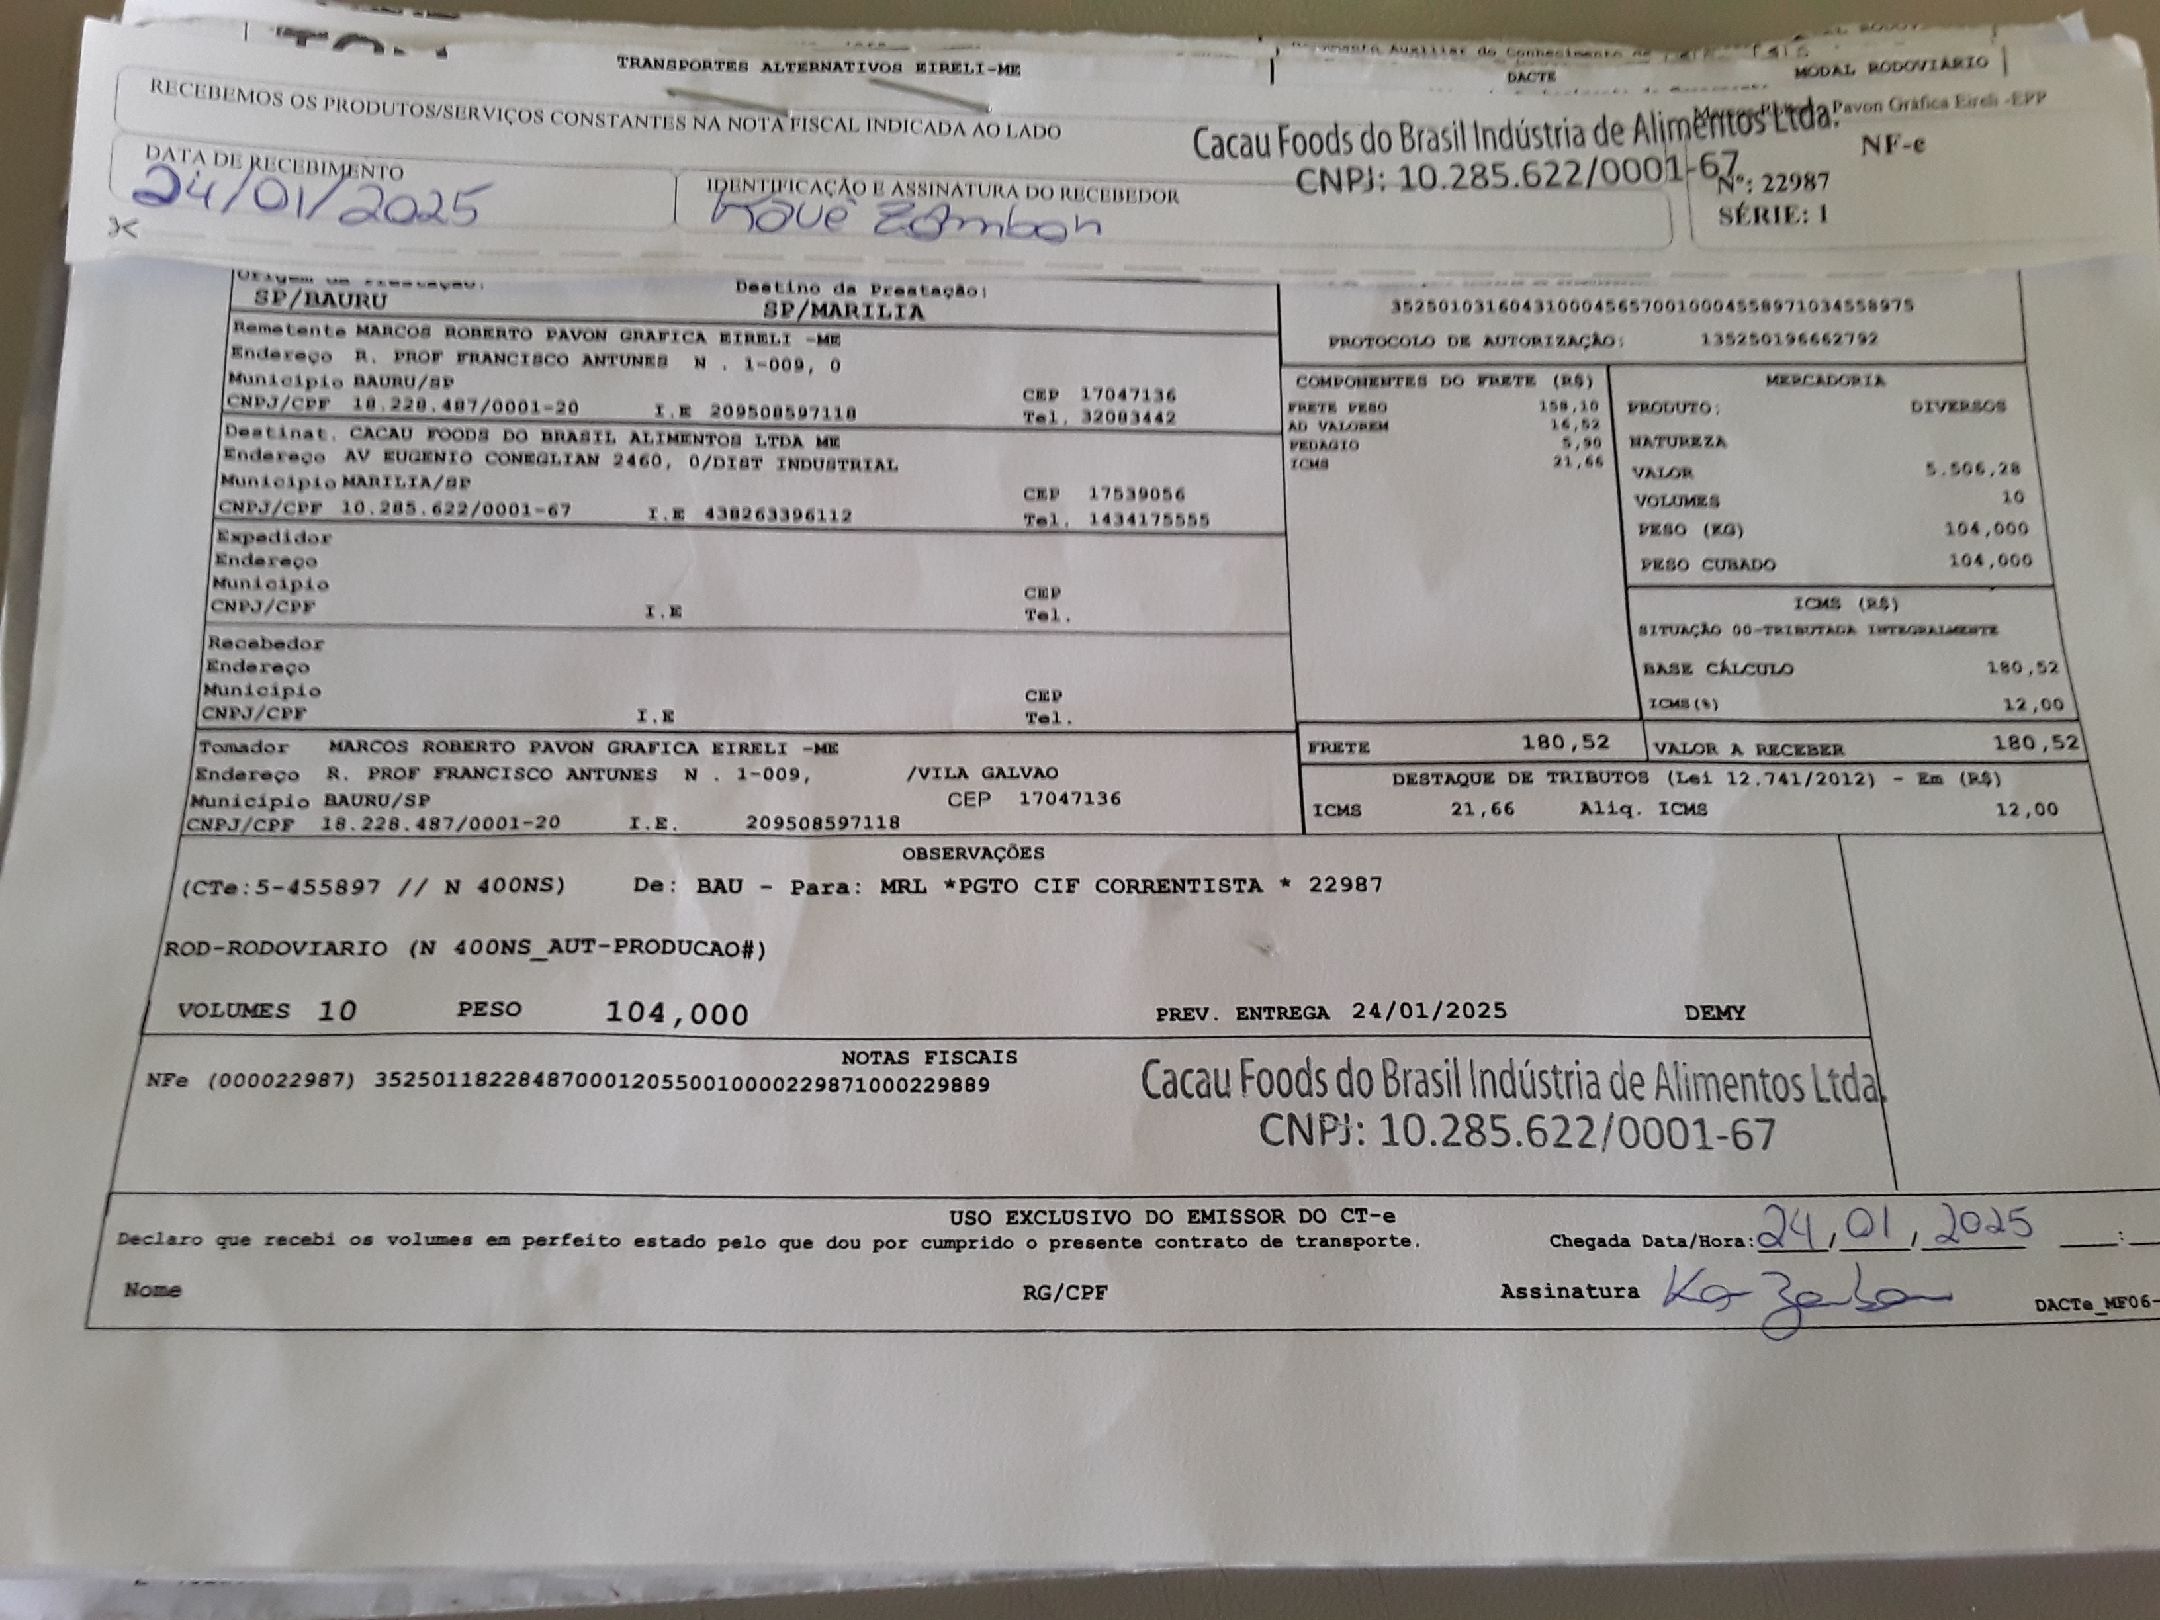 TRANSPORTES ALTERNATIVOS EIRELI-ME
DACTE
MODAL RODOVIÁRIO
RECEBEMOS OS PRODUTOS/SERVIÇOS CONSTANTES NA NOTA FISCAL INDICADA AO LADO
Pavon Gráfica Eireli -EPP
Cacau Foods do Brasil Indústria de Alimentos Ltda.
CNPJ: 10.285.622/0001-67
NF-e
Nº: 22987
SÉRIE: 1
DATA DE RECEBIMENTO
24/01/2025
IDENTIFICAÇÃO E ASSINATURA DO RECEBEDOR
Kauê Zambon
Origem da Prestação:
SP/BAURU
Destino da Prestação:
SP/MARILIA
35250103160431000456570010004558971034558975
PROTOCOLO DE AUTORIZAÇÃO: 135250196662792
Remetente MARCOS ROBERTO PAVON GRAFICA EIRELI -ME
Endereço R. PROF FRANCISCO ANTUNES N . 1-009, 0
Município BAURU/SP CEP 17047136
CNPJ/CPF 18.228.487/0001-20 I.E 209508597118 Tel. 32083442
Destinat. CACAU FOODS DO BRASIL ALIMENTOS LTDA ME
Endereço AV EUGENIO CONEGLIAN 2460, 0/DIST INDUSTRIAL
Município MARILIA/SP CEP 17539056
CNPJ/CPF 10.285.622/0001-67 I.E 438263396112 Tel. 1434175555
Expedidor
Endereço
Município CEP
CNPJ/CPF I.E Tel.
Recebedor
Endereço
Município CEP
CNPJ/CPF I.E Tel.
Tomador MARCOS ROBERTO PAVON GRAFICA EIRELI -ME
Endereço R. PROF FRANCISCO ANTUNES N . 1-009, /VILA GALVAO
Município BAURU/SP CEP 17047136
CNPJ/CPF 18.228.487/0001-20 I.E. 209508597118
COMPONENTES DO FRETE (R$)
FRETE PESO 158,10
AD VALOREM 16,52
PEDAGIO 5,90
ICMS 21,66
MERCADORIA
PRODUTO: DIVERSOS
NATUREZA
VALOR 5.506,28
VOLUMES 10
PESO (KG) 104,000
PESO CUBADO 104,000
ICMS (R$)
SITUAÇÃO 00-TRIBUTADA INTEGRALMENTE
BASE CÁLCULO 180,52
ICMS(%) 12,00
FRETE 180,52 VALOR A RECEBER 180,52
DESTAQUE DE TRIBUTOS (Lei 12.741/2012) - Em (R$)
ICMS 21,66 Aliq. ICMS 12,00
OBSERVAÇÕES
(CTe:5-455897 // N 400NS) De: BAU - Para: MRL *PGTO CIF CORRENTISTA * 22987
ROD-RODOVIARIO (N 400NS_AUT-PRODUCAO#)
VOLUMES 10 PESO 104,000 PREV. ENTREGA 24/01/2025 DEMY
NOTAS FISCAIS
NFe (000022987) 35250118228487000120550010000229871000229889
Cacau Foods do Brasil Indústria de Alimentos Ltda.
CNPJ: 10.285.622/0001-67
USO EXCLUSIVO DO EMISSOR DO CT-e
Declaro que recebi os volumes em perfeito estado pelo que dou por cumprido o presente contrato de transporte.
Chegada Data/Hora: 24/01/2025 __:__
Nome RG/CPF Assinatura
DACTe_MF06-